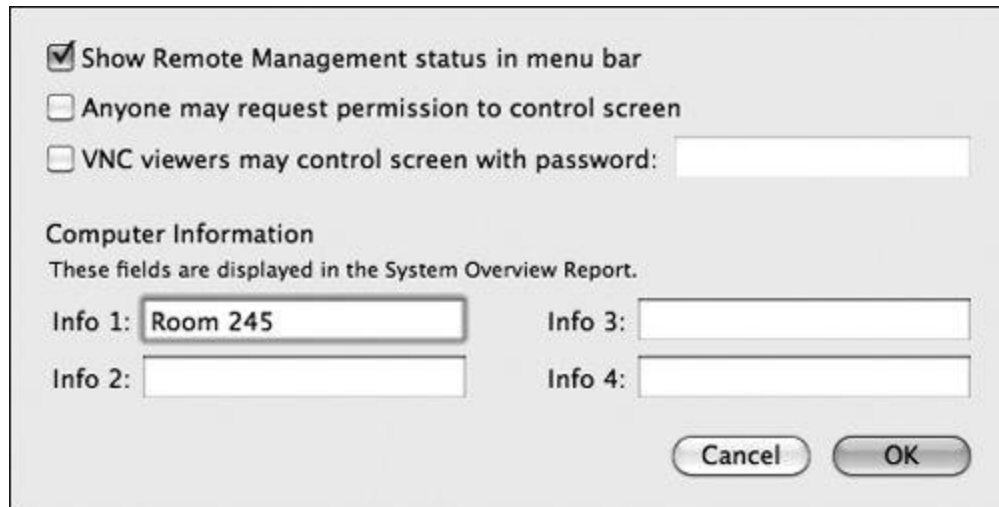 Show Remote Management status in menu bar
Anyone may request permission to control screen
VNC viewers may control screen with password:
Computer Information
These fields are displayed in the System Overview Report.
Info 1: Room 245 Info 3:
Info 2: Info 4:
Cancel OK